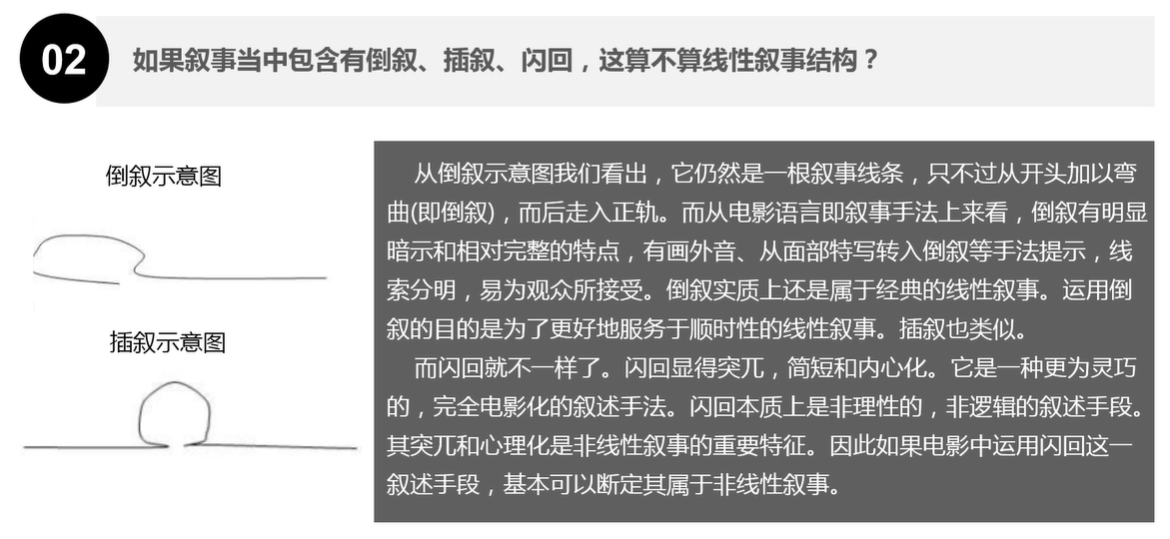 02
如果叙事当中包含有倒叙、插叙、闪回，这算不算线性叙事结构？
倒叙示意图
插叙示意图
从倒叙示意图我们看出，它仍然是一根叙事线条，只不过从开头加以弯
曲(即倒叙)，而后走入正轨。而从电影语言即叙事手法上来看，倒叙有明显
暗示和相对完整的特点，有画外音、从面部特写转入倒叙等手法提示，线
索分明，易为观众所接受。倒叙实质上还是属于经典的线性叙事。运用倒
叙的目的是为了更好地服务于顺时性的线性叙事。插叙也类似。
而闪回就不一样了。闪回显得突兀，简短和内心化。它是一种更为灵巧
的，完全电影化的叙述手法。闪回本质上是非理性的，非逻辑的叙述手段。
其突兀和心理化是非线性叙事的重要特征。因此如果电影中运用闪回这一
叙述手段，基本可以断定其属于非线性叙事。